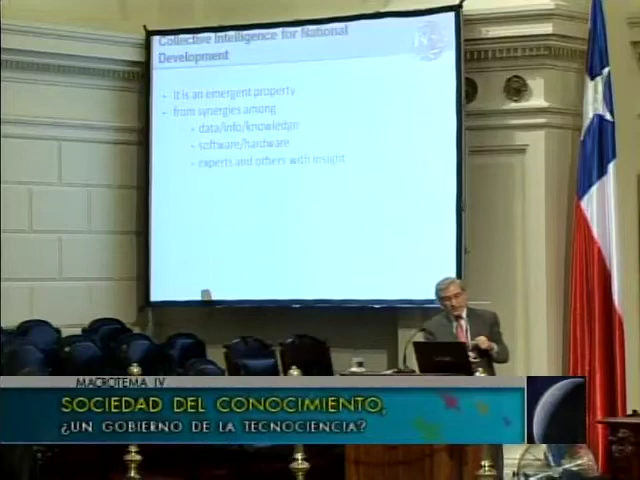 Collective Intelligence for National
Development
- It is an emergent property
- from synergies among
- data/info/knowledge
- software/hardware
- experts and others with insight
MACROTEMA IV
SOCIEDAD DEL CONOCIMIENTO,
¿UN GOBIERNO DE LA TECNOCIENCIA?